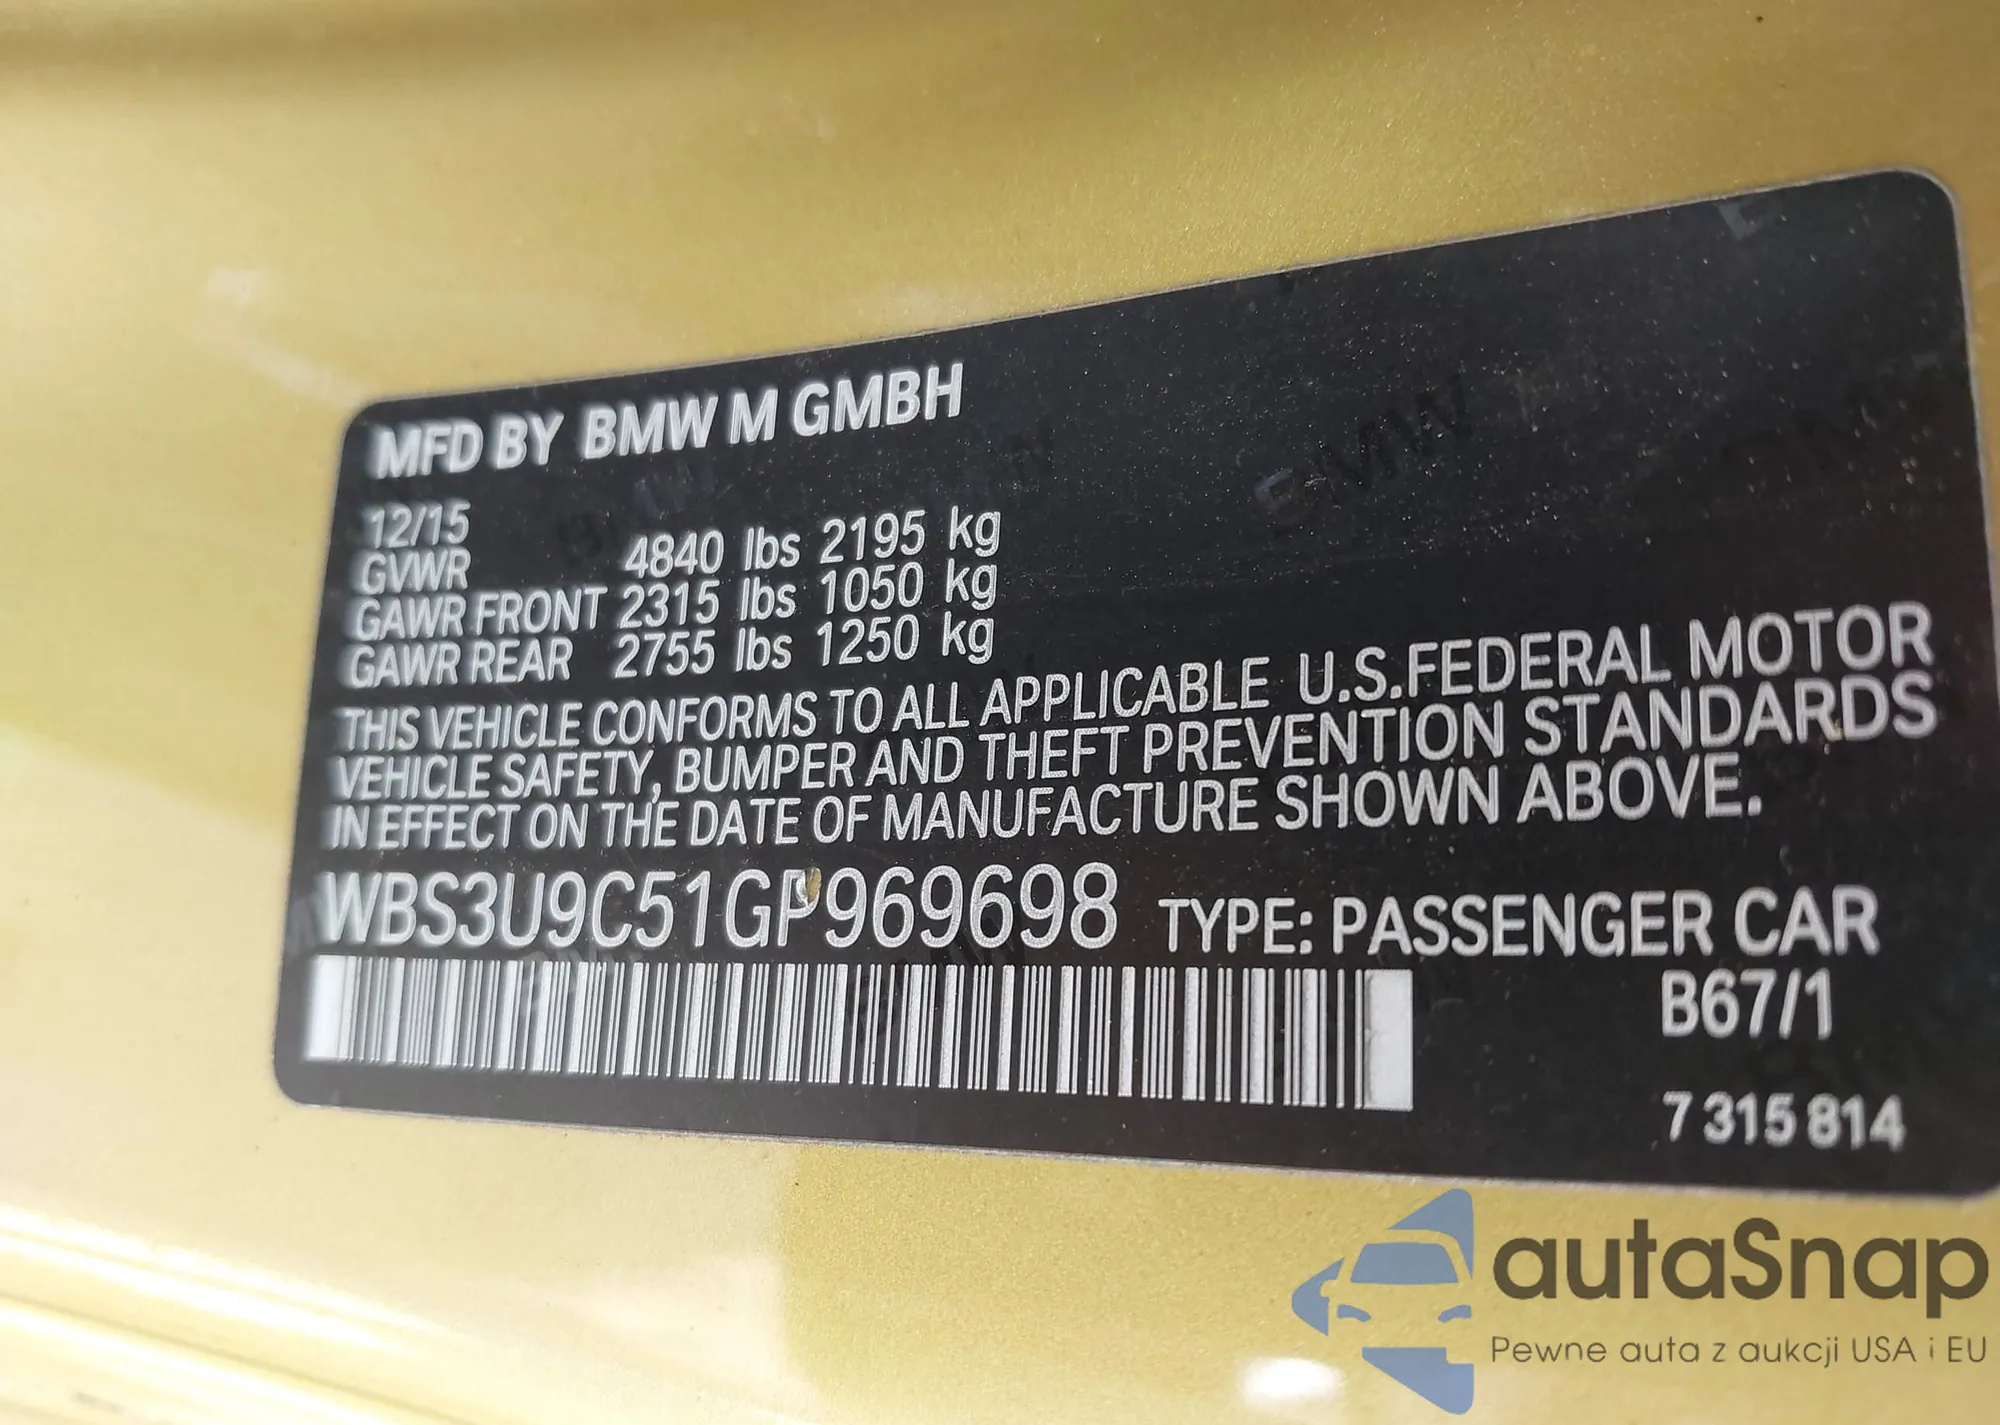 MFD BY BMW M GMBH
12/15
GVWR 4840 lbs 2195 kg
GAWR FRONT 2315 lbs 1050 kg
GAWR REAR 2755 lbs 1250 kg
THIS VEHICLE CONFORMS TO ALL APPLICABLE U.S.FEDERAL MOTOR
VEHICLE SAFETY, BUMPER AND THEFT PREVENTION STANDARDS
IN EFFECT ON THE DATE OF MANUFACTURE SHOWN ABOVE.
WBS3U9C51GP969698 TYPE: PASSENGER CAR
B67/1
7 315 814
autaSnap
Pewne auta z aukcji USA i EU